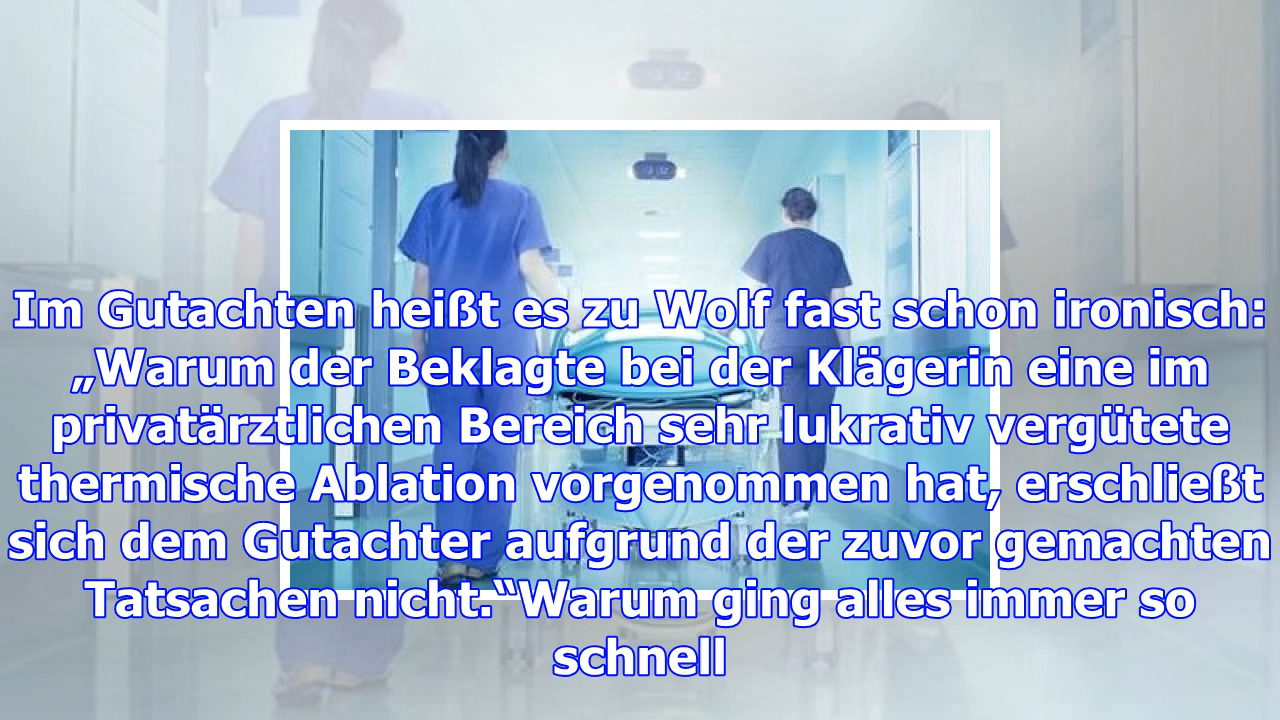 Im Gutachten heißt es zu Wolf fast schon ironisch:
„Warum der Beklagte bei der Klägerin eine im
privatärztlichen Bereich sehr lukrativ vergütete
thermische Ablation vorgenommen hat, erschließt
sich dem Gutachter aufgrund der zuvor gemachten
Tatsachen nicht.“Warum ging alles immer so
schnell